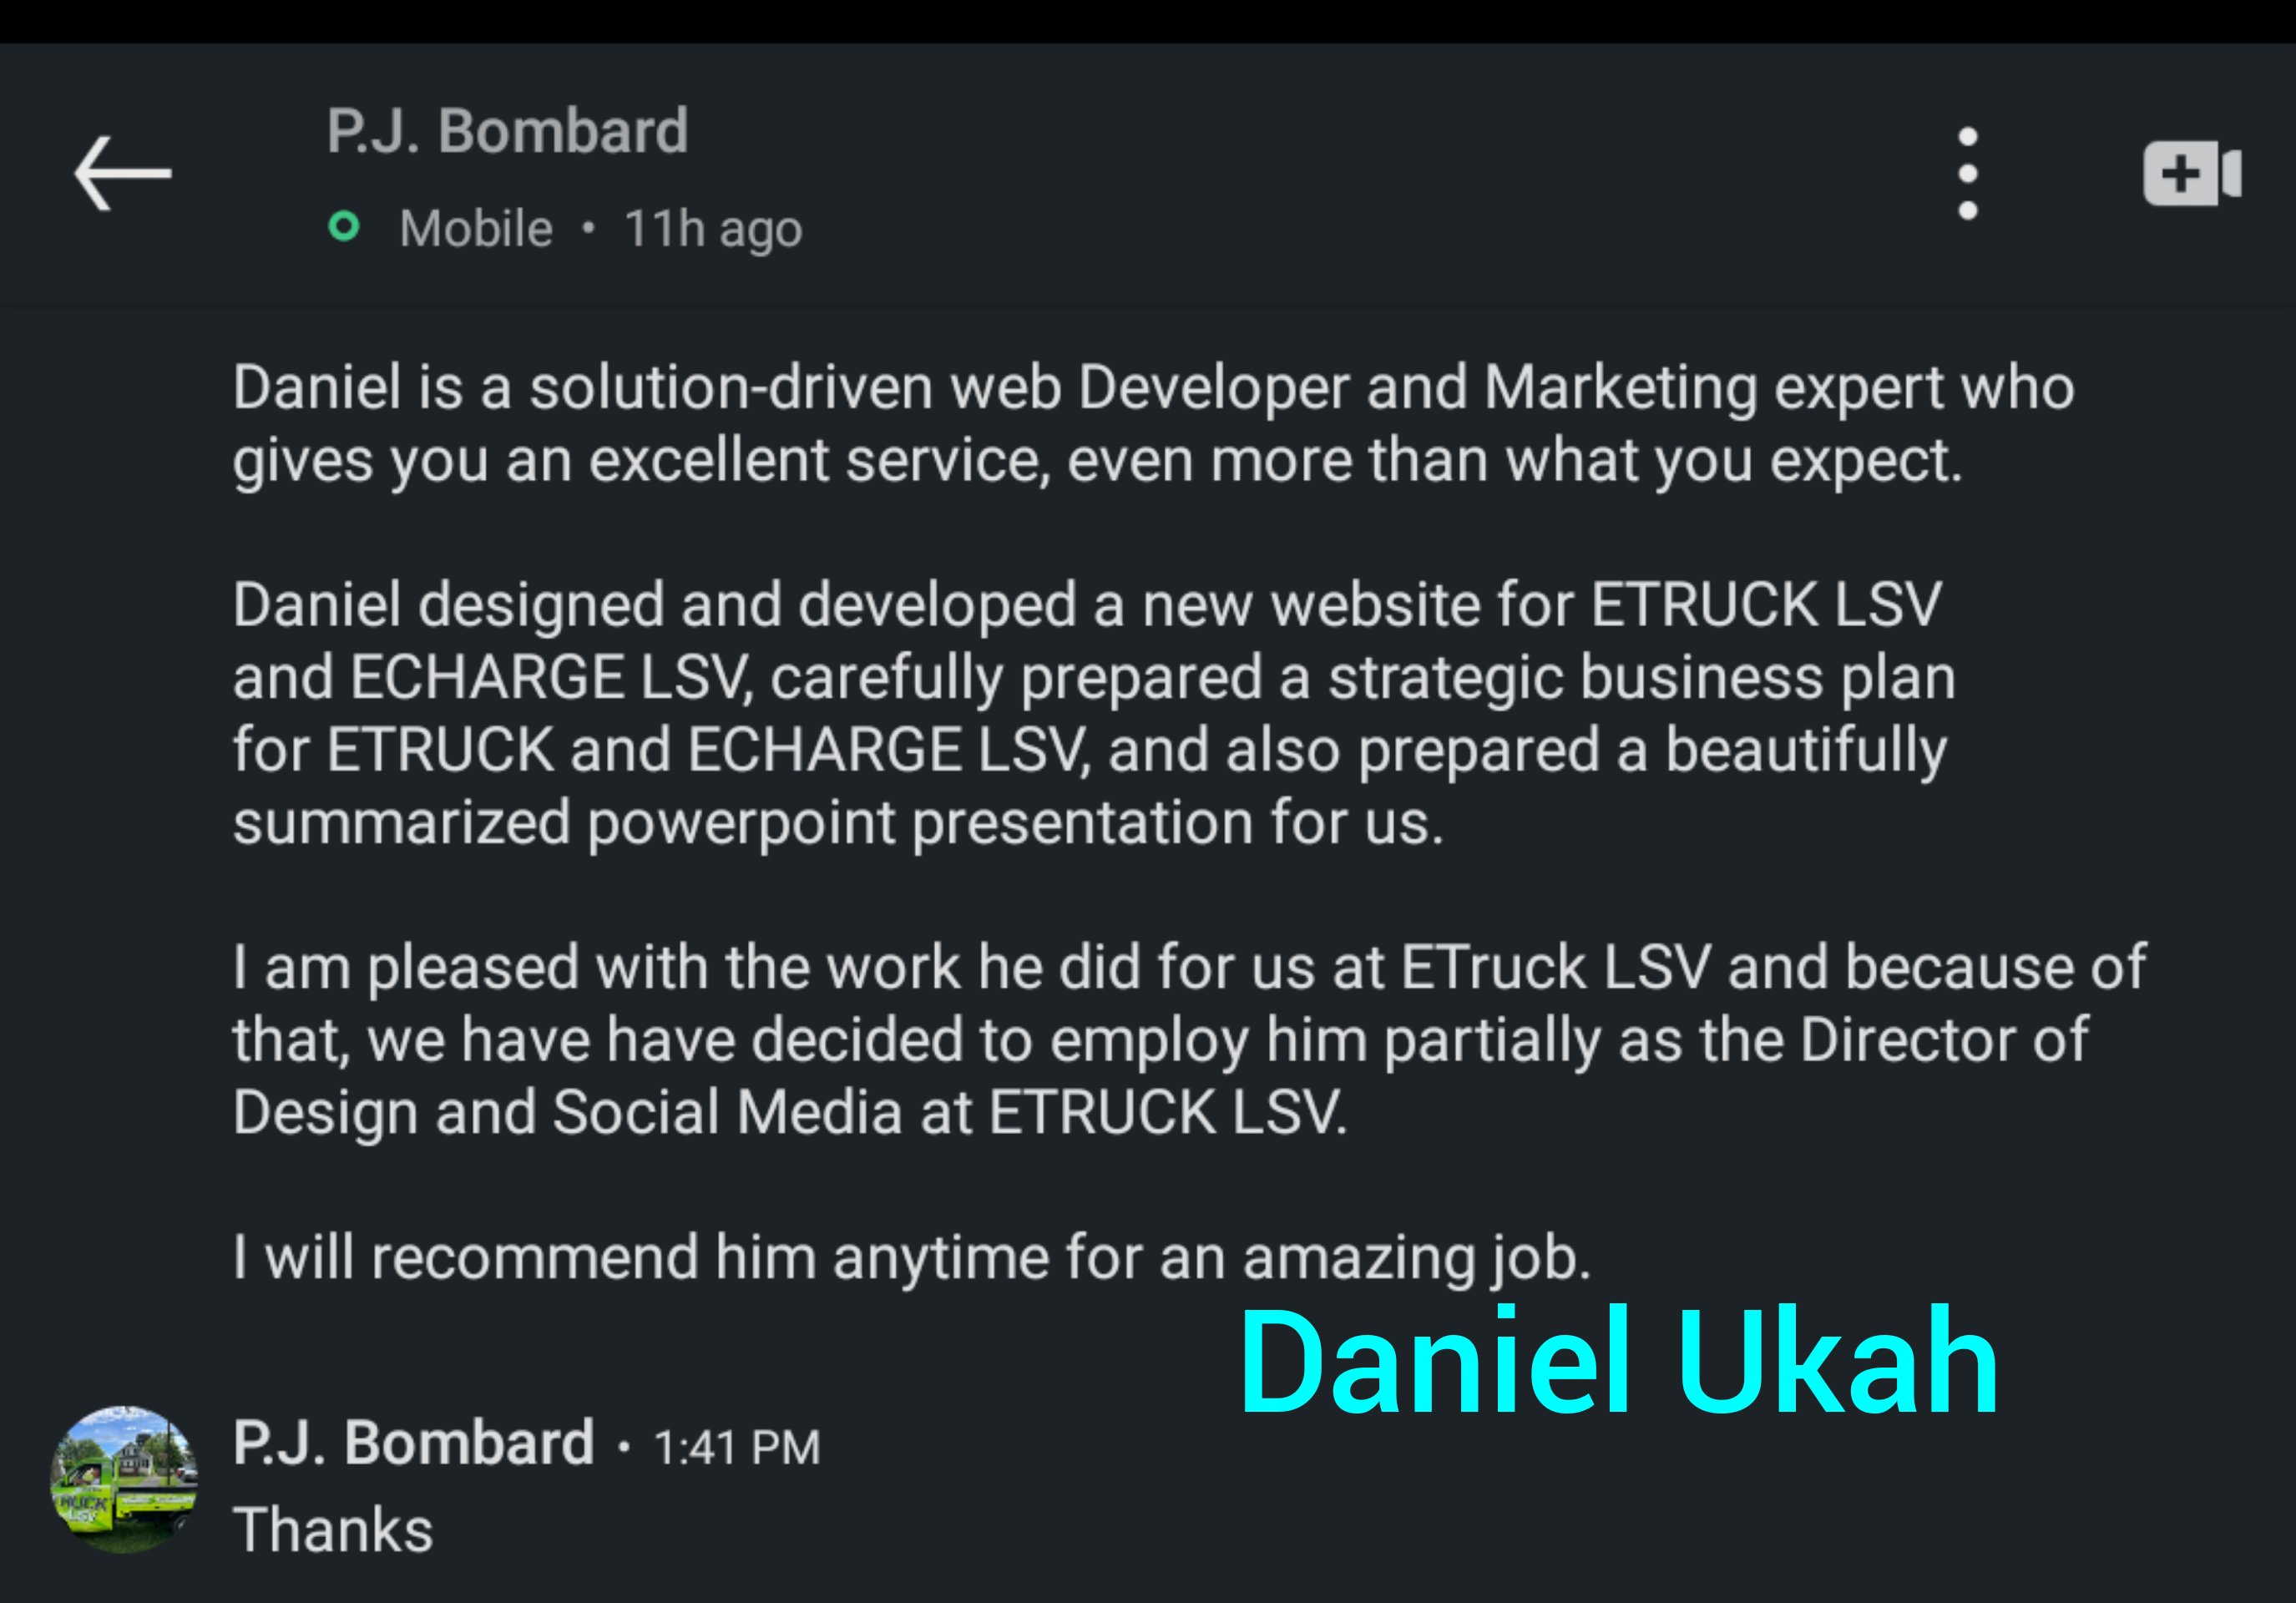 P.J. Bombard
Mobile • 11h ago
Daniel is a solution-driven web Developer and Marketing expert who
gives you an excellent service, even more than what you expect.
Daniel designed and developed a new website for ETRUCK LSV
and ECHARGE LSV, carefully prepared a strategic business plan
for ETRUCK and ECHARGE LSV, and also prepared a beautifully
summarized powerpoint presentation for us.
I am pleased with the work he did for us at ETruck LSV and because of
that, we have have decided to employ him partially as the Director of
Design and Social Media at ETRUCK LSV.
I will recommend him anytime for an amazing job.
Daniel Ukah
P.J. Bombard • 1:41 PM
Thanks